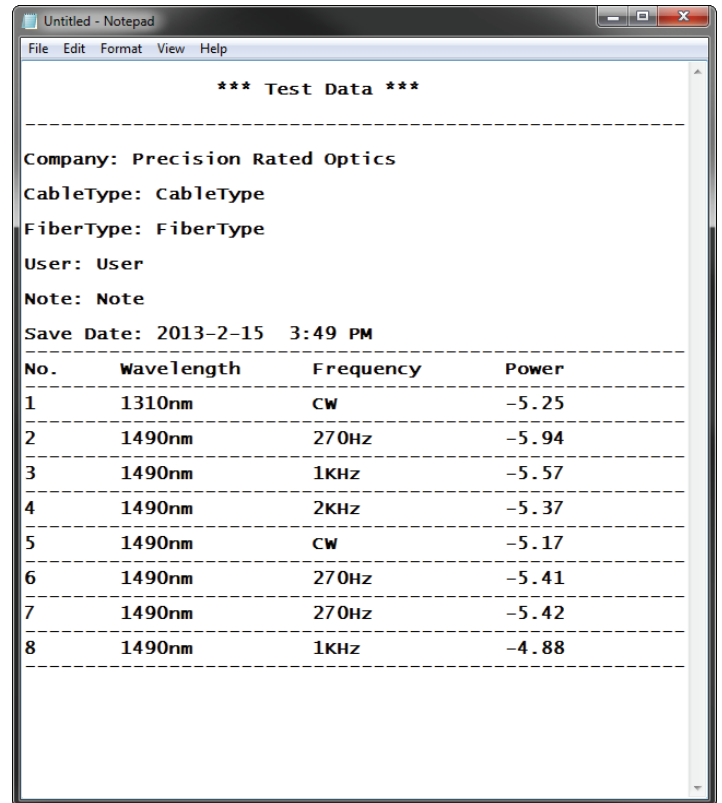 Untitled - Notepad
File Edit Format View Help
*** Test Data ***
Company: Precision Rated Optics
CableType: CableType
FiberType: FiberType
User: User
Note: Note
Save Date: 2013-2-15 3:49 PM
No. Wavelength Frequency Power
1 1310nm CW -5.25
2 1490nm 270Hz -5.94
3 1490nm 1KHz -5.57
4 1490nm 2KHz -5.37
5 1490nm CW -5.17
6 1490nm 270Hz -5.41
7 1490nm 270Hz -5.42
8 1490nm 1KHz -4.88